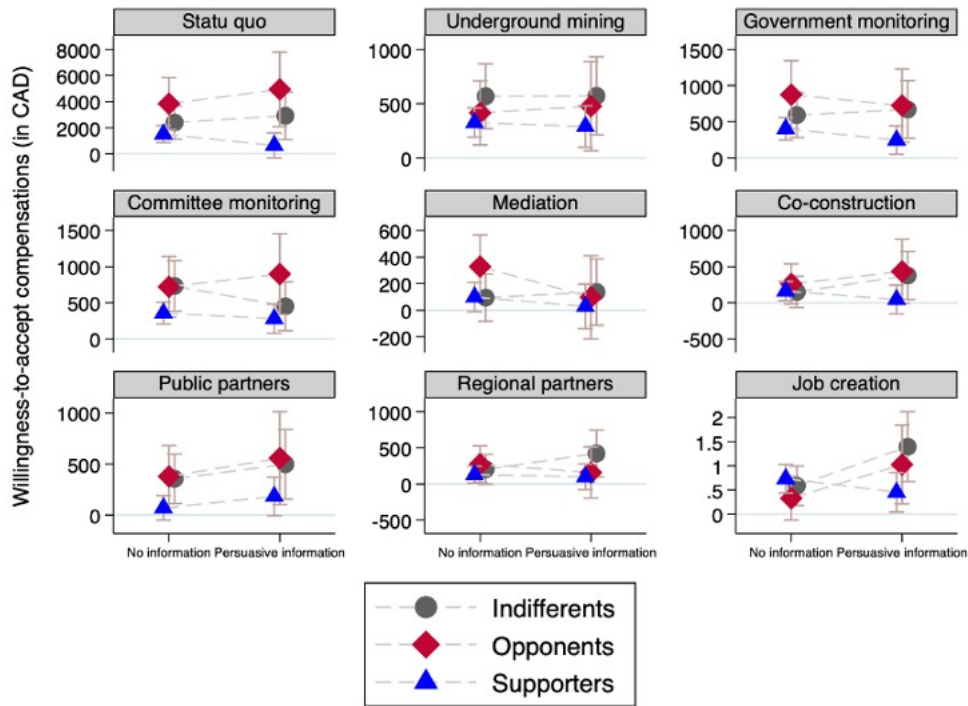 Willingness-to-accept compensations (in CAD)
Statu quo
8000
6000
4000
2000
0
Underground mining
1000
500
0
Government monitoring
1500
1000
500
0
Committee monitoring
1500
1000
500
0
Mediation
600
400
200
0
-200
Co-construction
1000
500
0
-500
Public partners
1000
500
0
No information Persuasive information
Regional partners
1000
500
0
-500
No information Persuasive information
Job creation
2
1.5
1
.5
0
No information Persuasive information
Indifferents
Opponents
Supporters